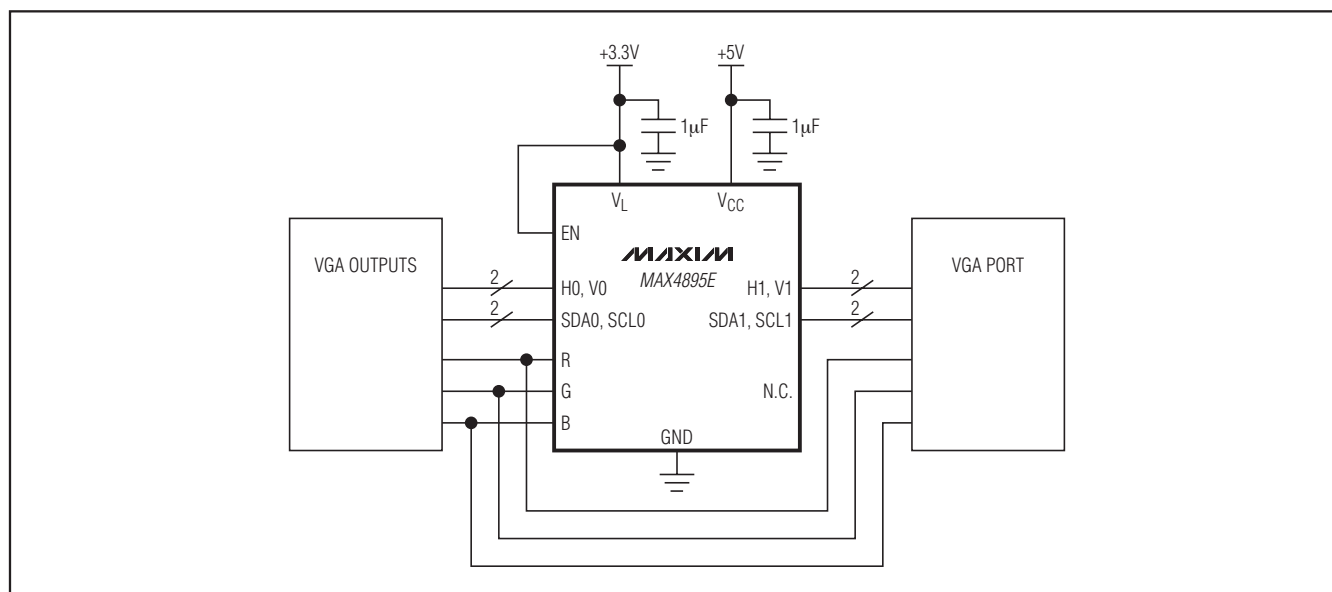 +3.3V
+5V
1µF
1µF
VL
VCC
EN
VGA OUTPUTS
MAXIM
MAX4895E
VGA PORT
2
H0, V0
H1, V1
2
2
SDA0, SCL0
SDA1, SCL1
2
R
G
N.C.
B
GND